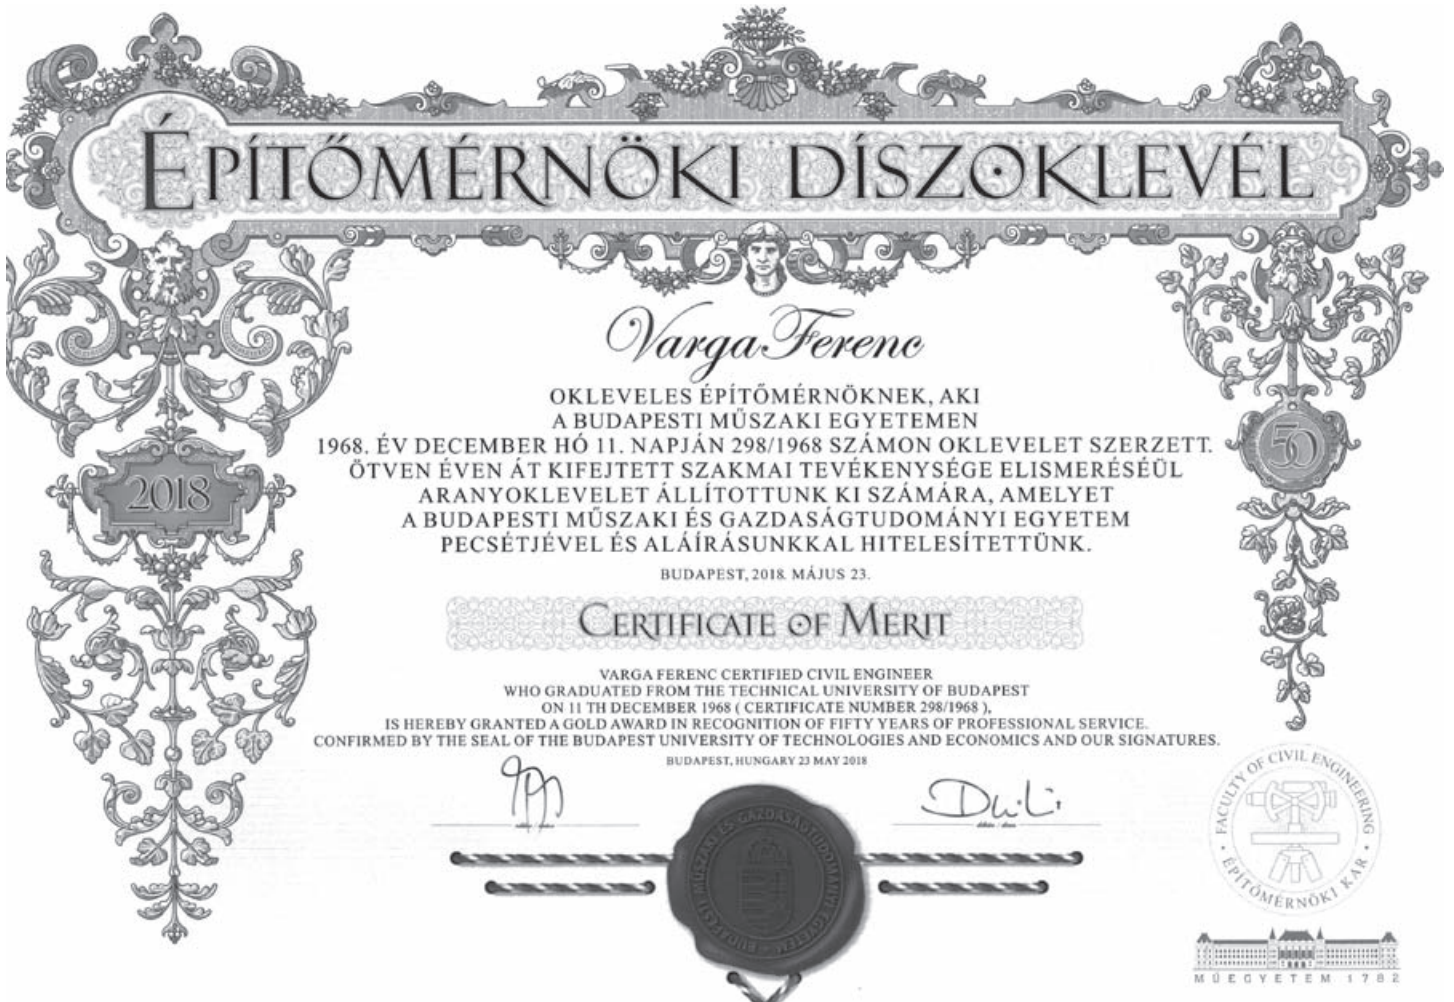 ÉPÍTŐMÉRNÖKI DÍSZOKLEVÉL
Varga Ferenc
OKLEVELES ÉPÍTŐMÉRNÖKNEK, AKI
A BUDAPESTI MŰSZAKI EGYETEMEN
1968. ÉV DECEMBER HÓ 11. NAPJÁN 298/1968 SZÁMON OKLEVELET SZERZETT.
ÖTVEN ÉVEN ÁT KIFEJTETT SZAKMAI TEVÉKENYSÉGE ELISMERÉSÉÜL
ARANYOKLEVELET ÁLLÍTOTTUNK KI SZÁMÁRA, AMELYET
A BUDAPESTI MŰSZAKI ÉS GAZDASÁGTUDOMÁNYI EGYETEM
PECSÉTJÉVEL ÉS ALÁÍRÁSUNKKAL HITELESÍTETTÜNK.
BUDAPEST, 2018. MÁJUS 23.
2018
50
CERTIFICATE OF MERIT
VARGA FERENC CERTIFIED CIVIL ENGINEER
WHO GRADUATED FROM THE TECHNICAL UNIVERSITY OF BUDAPEST
ON 11 TH DECEMBER 1968 ( CERTIFICATE NUMBER 298/1968 ),
IS HEREBY GRANTED A GOLD AWARD IN RECOGNITION OF FIFTY YEARS OF PROFESSIONAL SERVICE.
CONFIRMED BY THE SEAL OF THE BUDAPEST UNIVERSITY OF TECHNOLOGIES AND ECONOMICS AND OUR SIGNATURES.
BUDAPEST, HUNGARY 23 MAY 2018
BUDAPESTI MŰSZAKI ÉS GAZDASÁGTUDOMÁNYI EGYETEM
FACULTY OF CIVIL ENGINEERING
ÉPÍTŐMÉRNÖKI KAR
MŰEGYETEM 1782